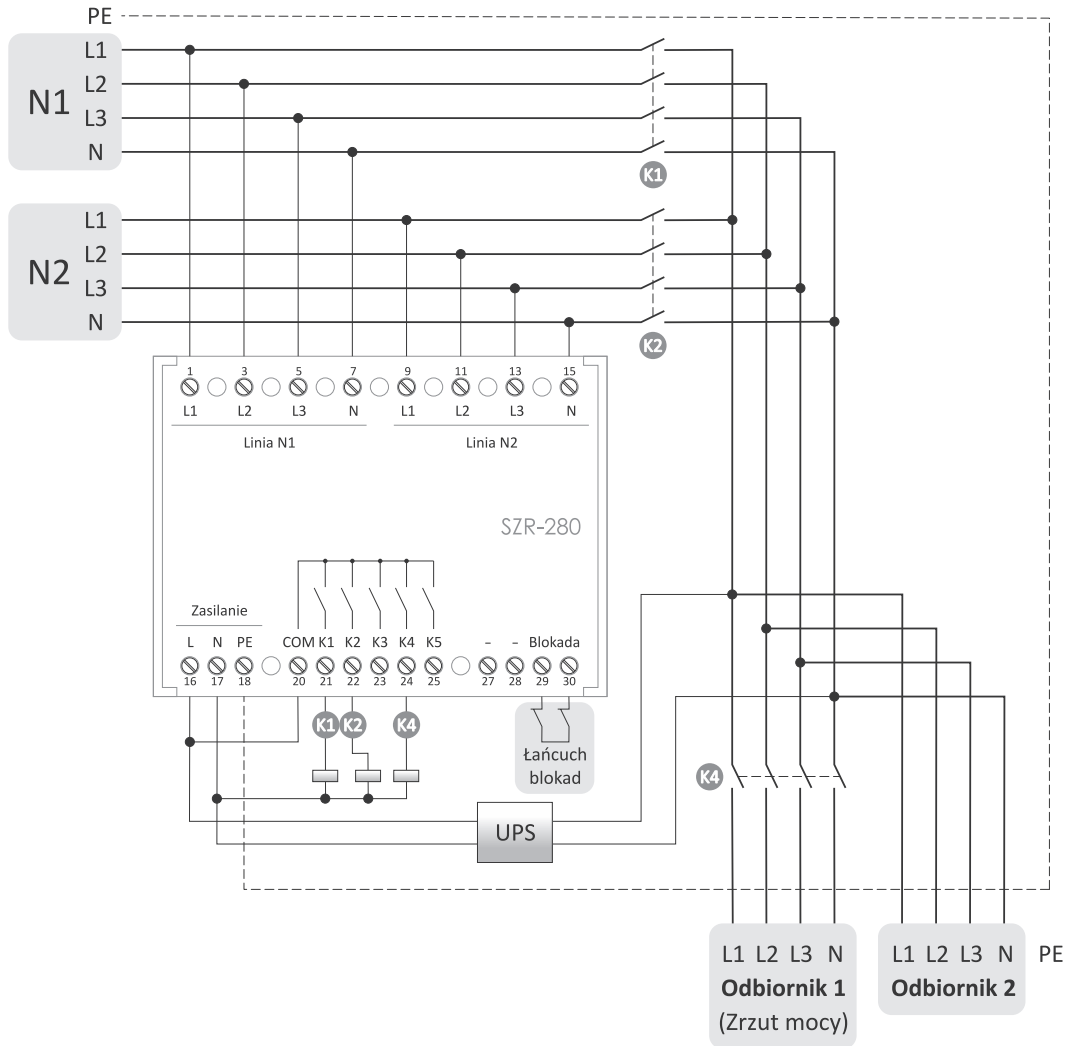 PE
L1
N1
L2
L3
N
K1
L1
N2
L2
L3
N
K2
1 3 5 7 9 11 13 15
L1 L2 L3 N L1 L2 L3 N
Linia N1 Linia N2
SZR-280
Zasilanie
L N PE COM K1 K2 K3 K4 K5 - - Blokada
16 17 18 20 21 22 23 24 25 27 28 29 30
K1 K2 K4
Łańcuch
blokad
K4
UPS
L1 L2 L3 N L1 L2 L3 N PE
Odbiornik 1 Odbiornik 2
(Zrzut mocy)